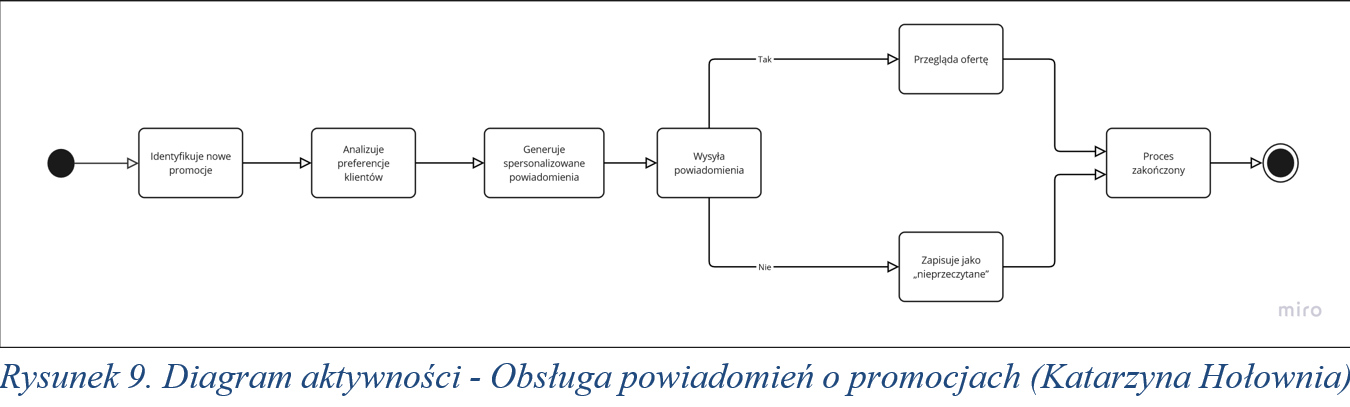 Identyfikuje nowe
promocje
Analizuje
preferencje
klientów
Generuje
spersonalizowane
powiadomienia
Wysyła
powiadomienia
Tak
Przegląda ofertę
Nie
Zapisuje jako
„nieprzeczytane”
Proces
zakończony
miro
Rysunek 9. Diagram aktywności - Obsługa powiadomień o promocjach (Katarzyna Hołownia)